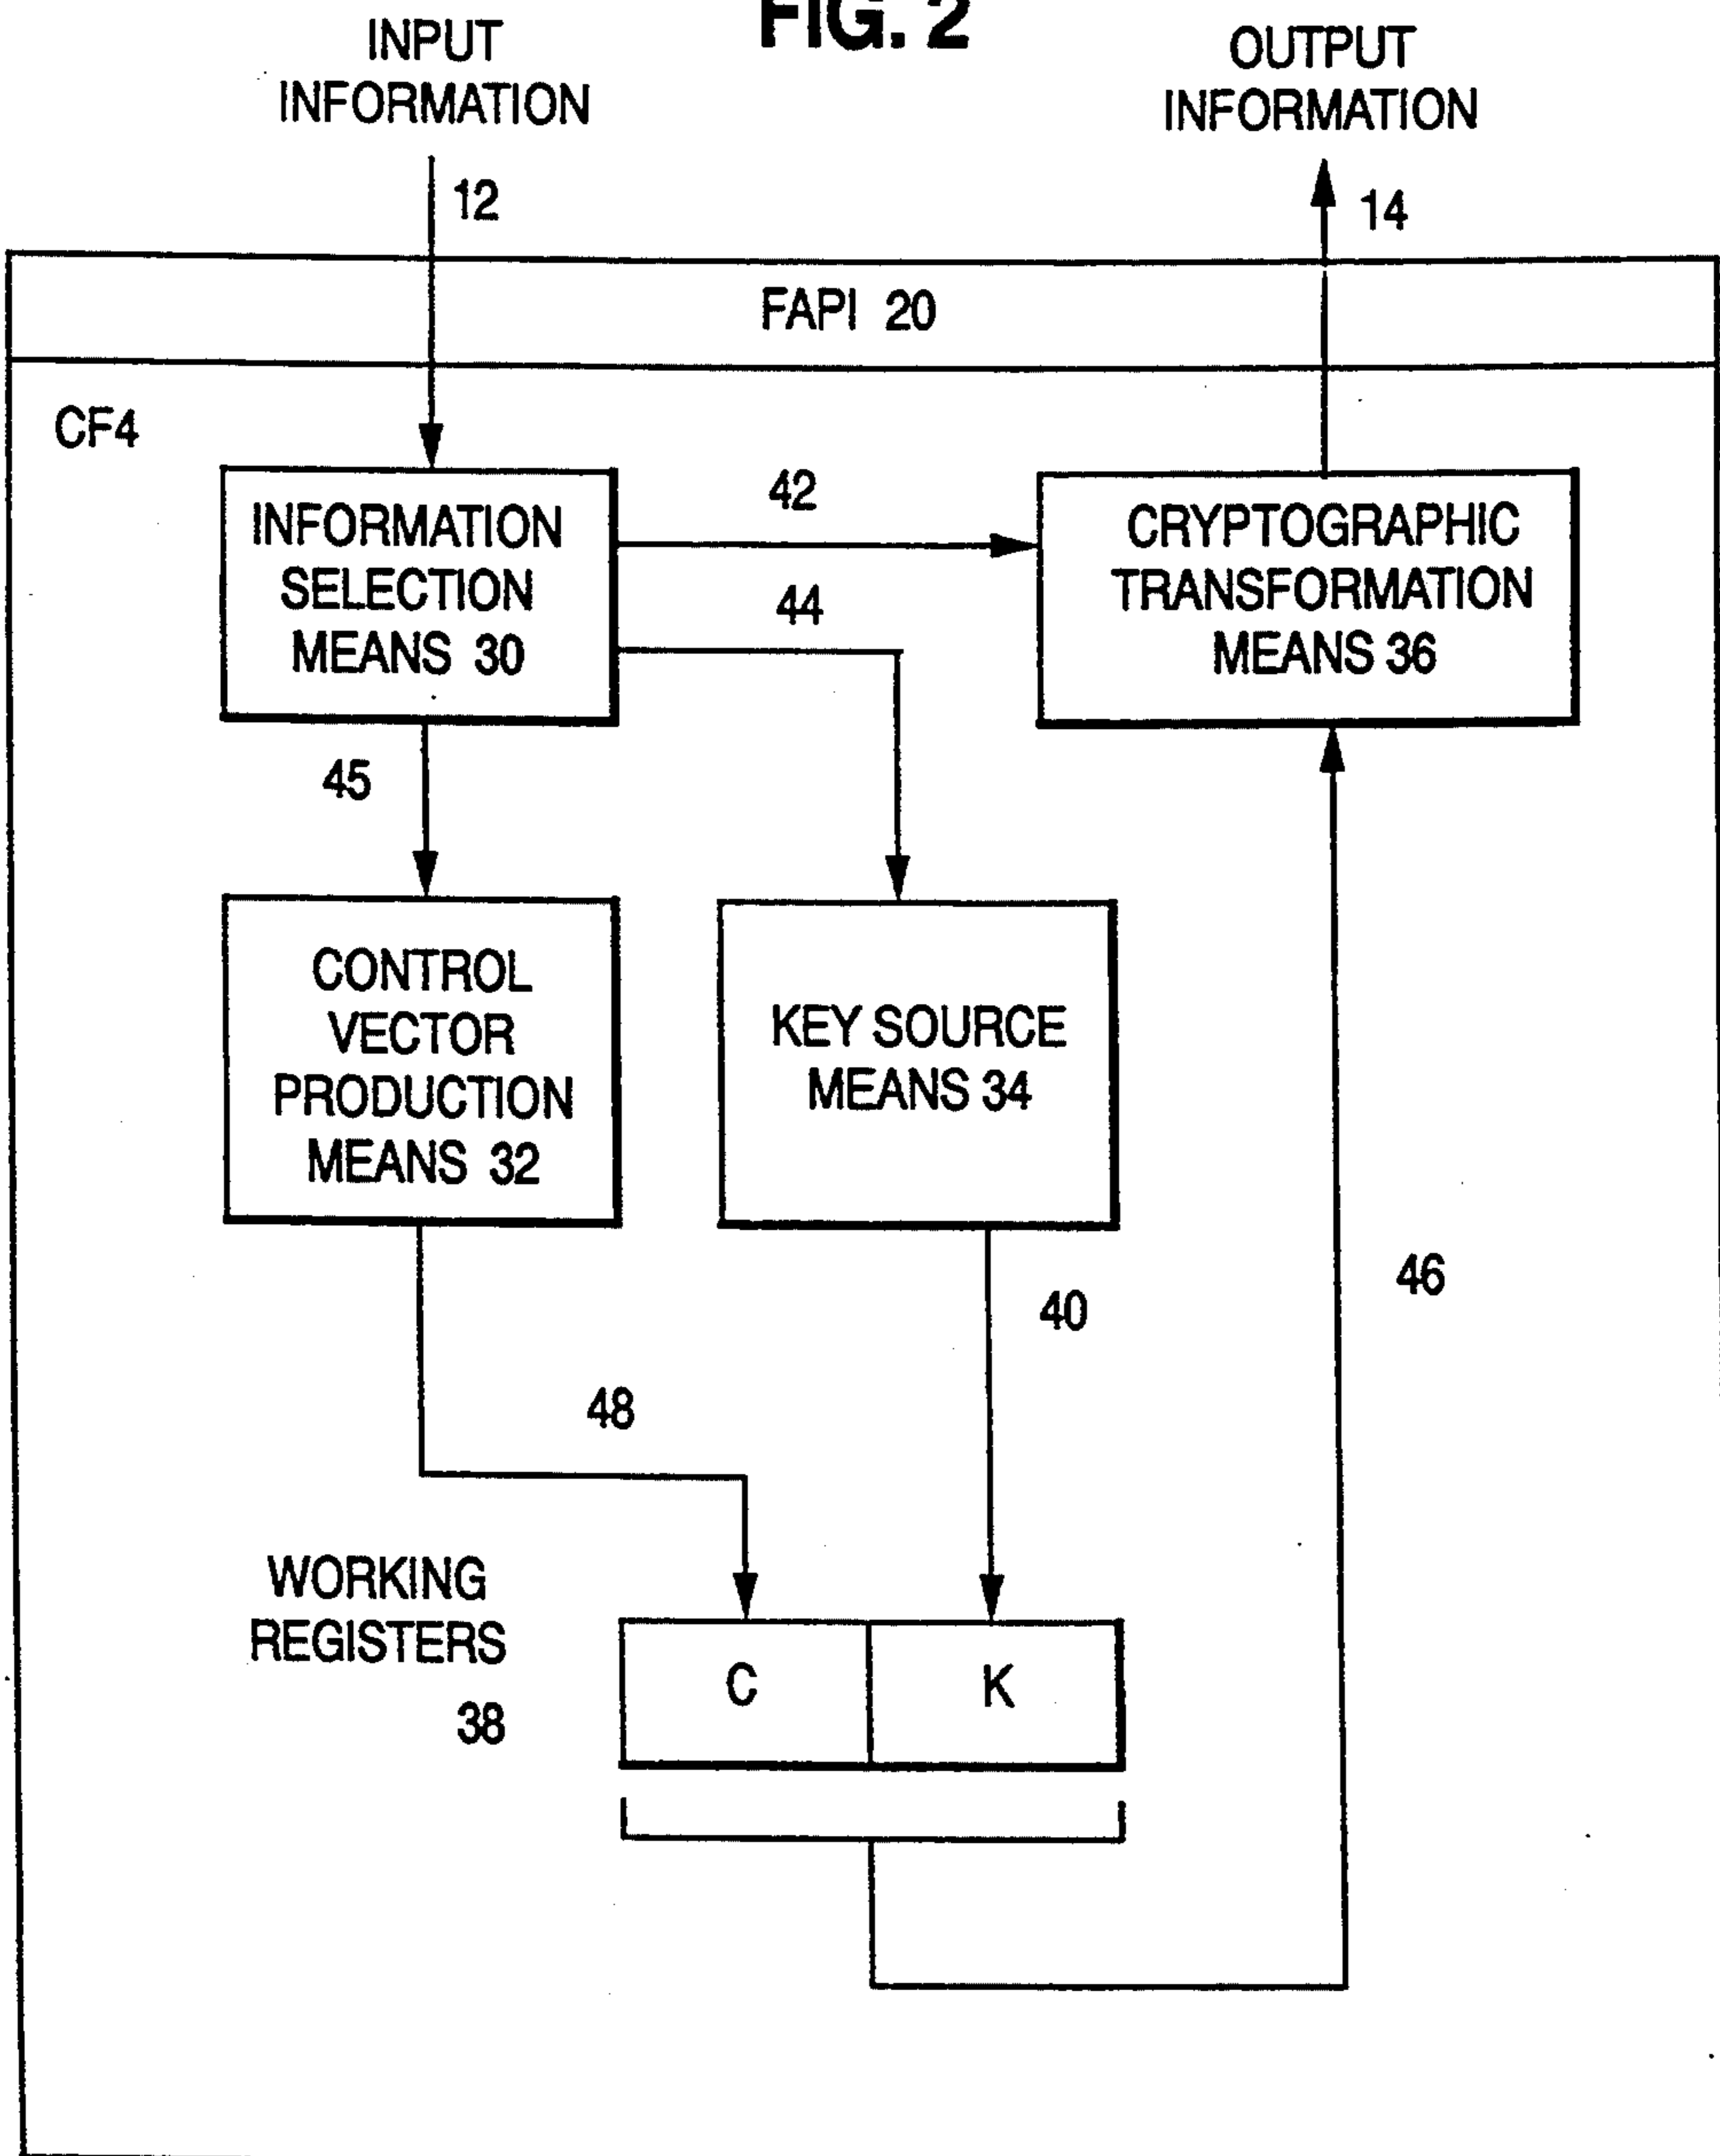 FIG. 2
INPUT
INFORMATION
OUTPUT
INFORMATION
12
14
FAPI 20
CF4
INFORMATION
SELECTION
MEANS 30
42
44
CRYPTOGRAPHIC
TRANSFORMATION
MEANS 36
45
CONTROL
VECTOR
PRODUCTION
MEANS 32
KEY SOURCE
MEANS 34
46
40
48
WORKING
REGISTERS
38
C
K